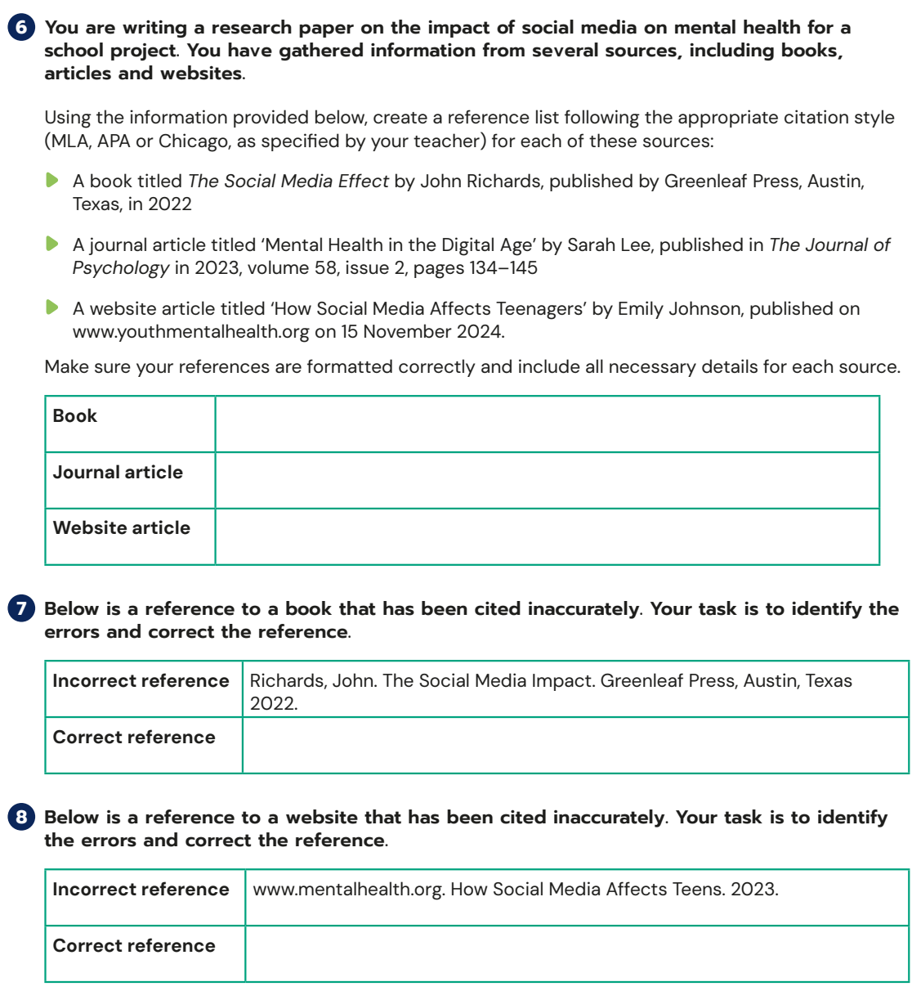 6 You are writing a research paper on the impact of social media on mental health for a
school project. You have gathered information from several sources, including books,
articles and websites.
Using the information provided below, create a reference list following the appropriate citation style
(MLA, APA or Chicago, as specified by your teacher) for each of these sources:
A book titled The Social Media Effect by John Richards, published by Greenleaf Press, Austin,
Texas, in 2022
A journal article titled ‘Mental Health in the Digital Age’ by Sarah Lee, published in The Journal of
Psychology in 2023, volume 58, issue 2, pages 134–145
A website article titled ‘How Social Media Affects Teenagers’ by Emily Johnson, published on
www.youthmentalhealth.org on 15 November 2024.
Make sure your references are formatted correctly and include all necessary details for each source.
Book
Journal article
Website article
7 Below is a reference to a book that has been cited inaccurately. Your task is to identify the
errors and correct the reference.
Incorrect reference Richards, John. The Social Media Impact. Greenleaf Press, Austin, Texas
2022.
Correct reference
8 Below is a reference to a website that has been cited inaccurately. Your task is to identify
the errors and correct the reference.
Incorrect reference www.mentalhealth.org. How Social Media Affects Teens. 2023.
Correct reference